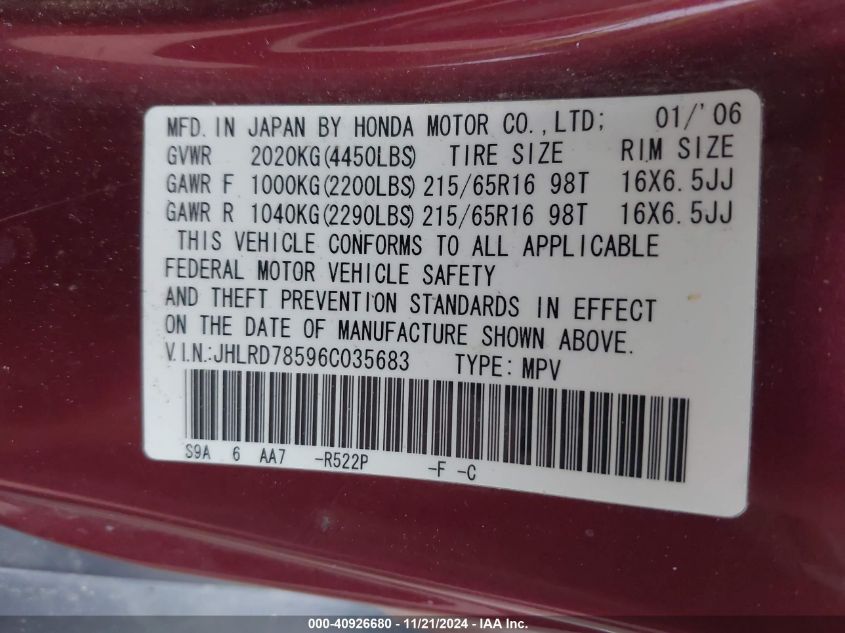 MFD. IN JAPAN BY HONDA MOTOR CO.,LTD; 01/'06
GVWR 2020KG(4450LBS) TIRE SIZE RIM SIZE
GAWR F 1000KG(2200LBS) 215/65R16 98T 16X6.5JJ
GAWR R 1040KG(2290LBS) 215/65R16 98T 16X6.5JJ
THIS VEHICLE CONFORMS TO ALL APPLICABLE
FEDERAL MOTOR VEHICLE SAFETY
AND THEFT PREVENTION STANDARDS IN EFFECT
ON THE DATE OF MANUFACTURE SHOWN ABOVE.
V.I.N.:JHLRD78596C035683 TYPE: MPV
S9A 6 AA7 -R522P -F -C
000-40926680 - 11/21/2024 - IAA Inc.